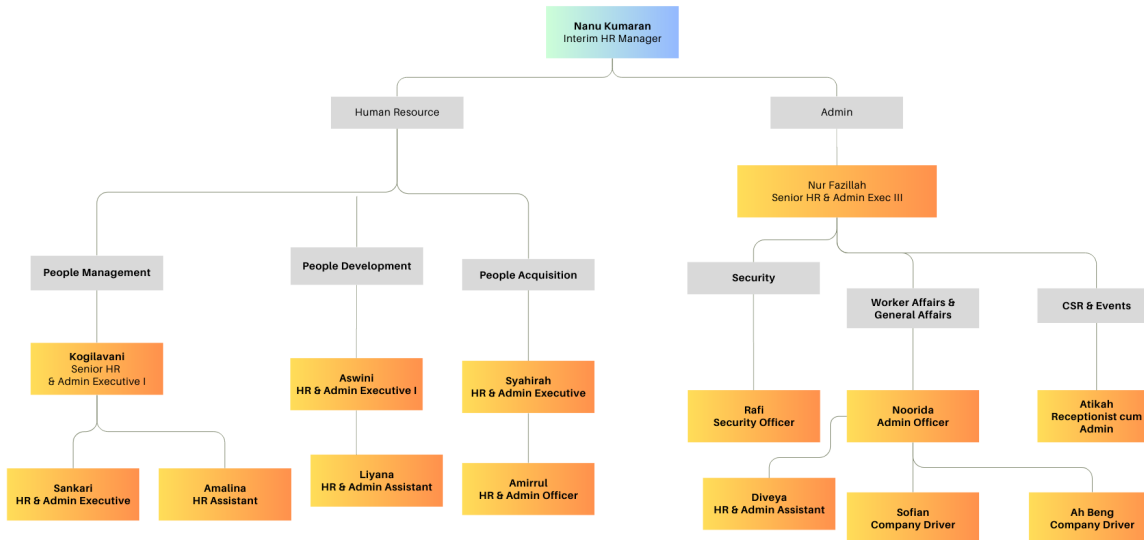 Nanu Kumaran
Interim HR Manager
Human Resource
Admin
Nur Fazillah
Senior HR & Admin Exec III
People Management
People Development
People Acquisition
Security
Worker Affairs &
General Affairs
CSR & Events
Kogilavani
Senior HR
& Admin Executive I
Aswini
HR & Admin Executive I
Syahirah
HR & Admin Executive
Rafi
Security Officer
Noorida
Admin Officer
Atikah
Receptionist cum
Admin
Sankari
HR & Admin Executive
Amalina
HR Assistant
Liyana
HR & Admin Assistant
Amirrul
HR & Admin Officer
Diveya
HR & Admin Assistant
Sofian
Company Driver
Ah Beng
Company Driver